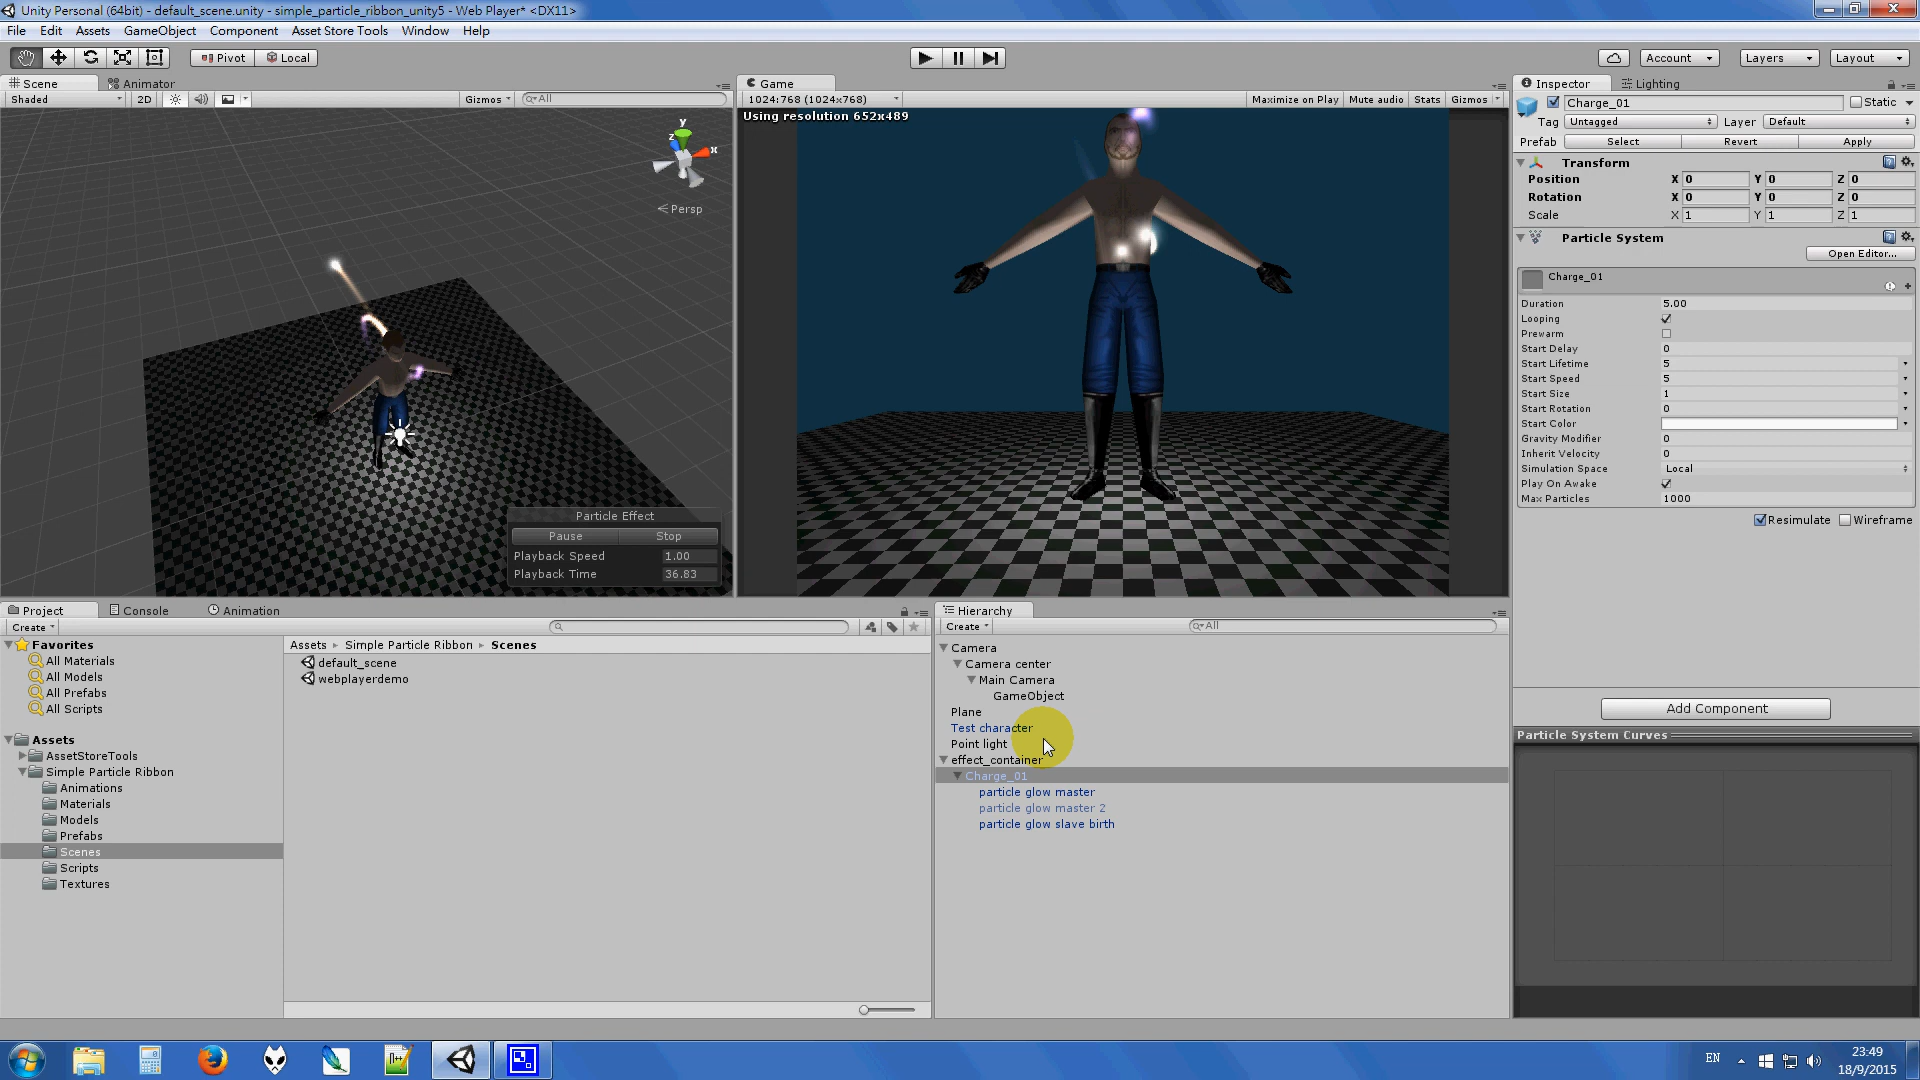 Unity Personal (64bit) - default_scene.unity - simple_particle_ribbon_unity5 - Web Player* <DX11>
File Edit Assets GameObject Component Asset Store Tools Window Help
Pivot Local Account Layers Layout
Scene Animator
Shaded 2D Gizmos All
y z x
Persp
Particle Effect
Pause Stop
Playback Speed 1.00
Playback Time 36.83
Game
1024:768 (1024x768) Maximize on Play Mute audio Stats Gizmos
Using resolution 652x489
Inspector Lighting
Charge_01 Static
Tag Untagged Layer Default
Prefab Select Revert Apply
Transform
Position X 0 Y 0 Z 0
Rotation X 0 Y 0 Z 0
Scale X 1 Y 1 Z 1
Particle System
Open Editor...
Charge_01
Duration 5.00
Looping
Prewarm
Start Delay 0
Start Lifetime 5
Start Speed 5
Start Size 1
Start Rotation 0
Start Color
Gravity Modifier 0
Inherit Velocity 0
Simulation Space Local
Play On Awake
Max Particles 1000
Resimulate Wireframe
Add Component
Particle System Curves
Project Console Animation
Create
Favorites
All Materials
All Models
All Prefabs
All Scripts
Assets
AssetStoreTools
Simple Particle Ribbon
Animations
Materials
Models
Prefabs
Scenes
Scripts
Textures
Assets Simple Particle Ribbon Scenes
default_scene
webplayerdemo
Hierarchy
Create All
Camera
Camera center
Main Camera
GameObject
Plane
Test character
Point light
effect_container
Charge_01
particle glow master
particle glow master 2
particle glow slave birth
EN 23:49
18/9/2015